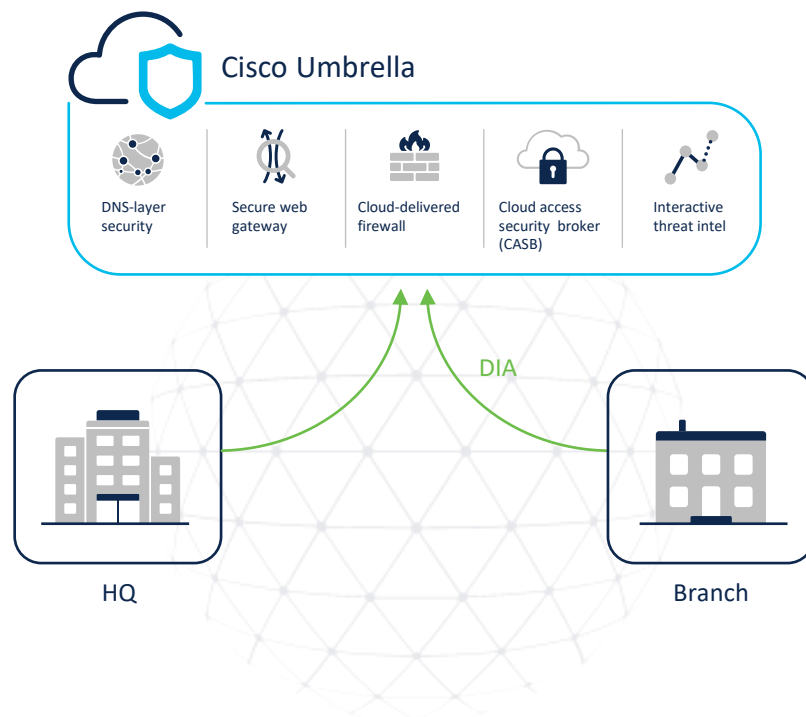 Cisco Umbrella
DNS-layer
security
Secure web
gateway
Cloud-delivered
firewall
Cloud access
security broker
(CASB)
Interactive
threat intel
DIA
HQ
Branch